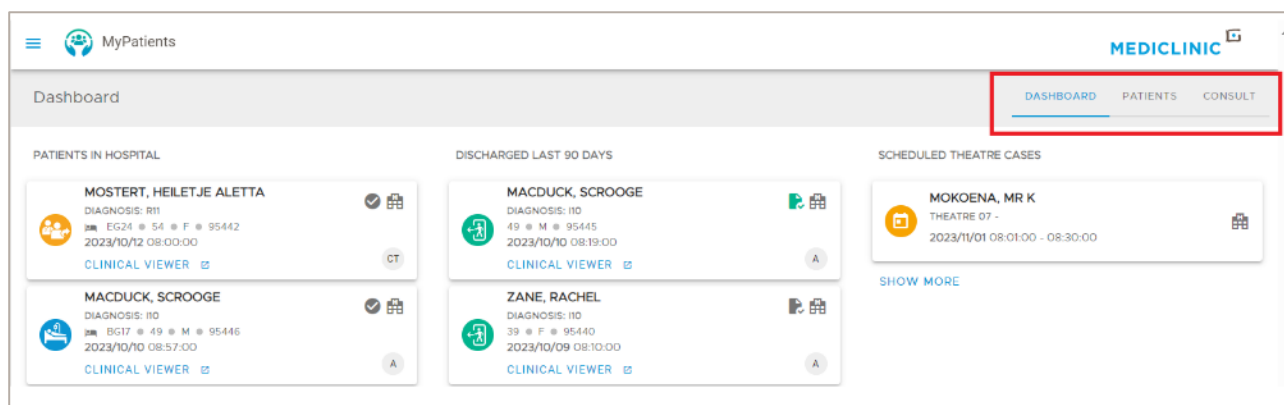 MyPatients
MEDICLINIC
Dashboard
DASHBOARD PATIENTS CONSULT
PATIENTS IN HOSPITAL
MOSTERT, HEILETJE ALETTA
DIAGNOSIS: R11
EG24 54 F 95442
2023/10/12 08:00:00
CLINICAL VIEWER
CT
MACDUCK, SCROOGE
DIAGNOSIS: I10
BG17 49 M 95446
2023/10/10 08:57:00
CLINICAL VIEWER
A
DISCHARGED LAST 90 DAYS
MACDUCK, SCROOGE
DIAGNOSIS: I10
49 M 95445
2023/10/10 08:19:00
CLINICAL VIEWER
A
ZANE, RACHEL
DIAGNOSIS: I10
39 F 95440
2023/10/09 08:10:00
CLINICAL VIEWER
A
SCHEDULED THEATRE CASES
MOKOENA, MR K
THEATRE 07 -
2023/11/01 08:01:00 - 08:30:00
SHOW MORE